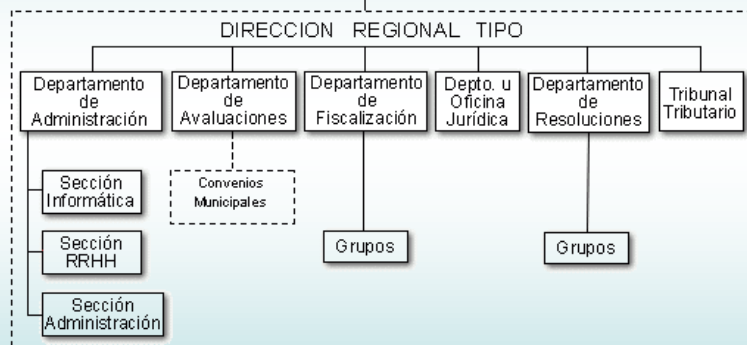 DIRECCION REGIONAL TIPO
Departamento
de
Administración
Departamento
de
Avaluaciones
Departamento
de
Fiscalización
Depto. u
Oficina
Jurídica
Departamento
de
Resoluciones
Tribunal
Tributario
Sección
Informática
Convenios
Municipales
Sección
RRHH
Grupos
Grupos
Sección
Administración